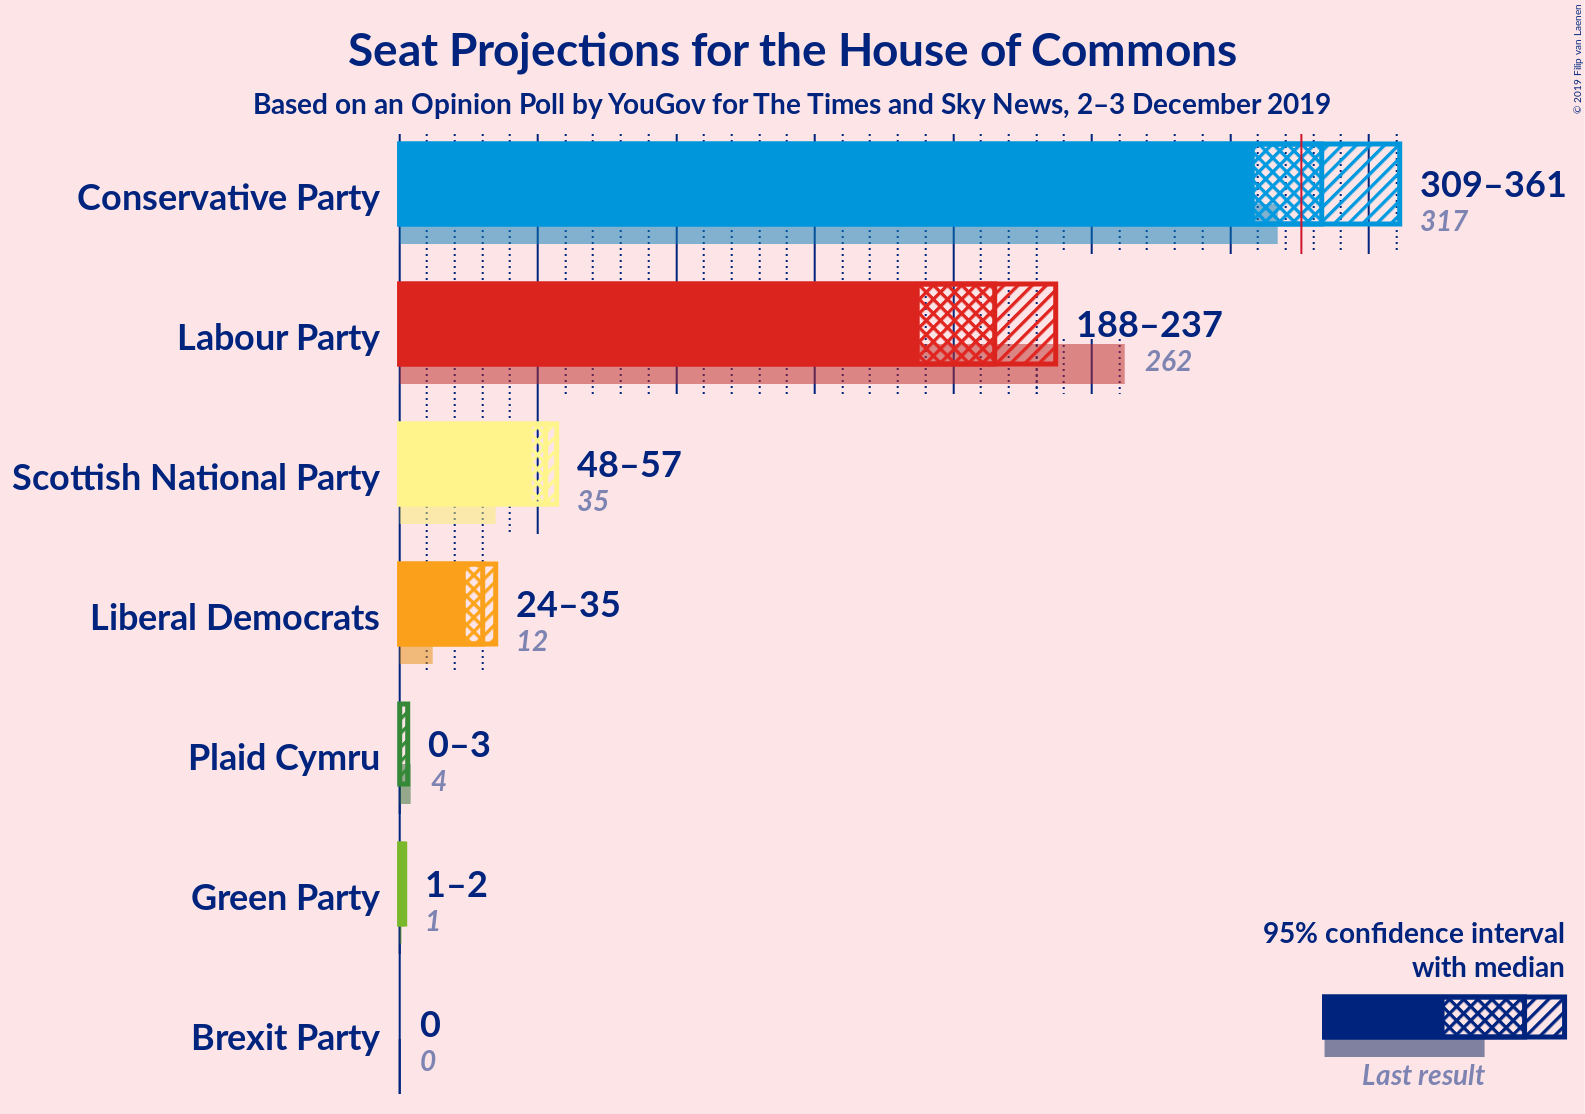 Seat Projections for the House of Commons
Based on an Opinion Poll by YouGov for The Times and Sky News, 2–3 December 2019
© 2019 Filip van Laenen
Conservative Party
309–361
317
Labour Party
188–237
262
Scottish National Party
48–57
35
Liberal Democrats
24–35
12
Plaid Cymru
0–3
4
Green Party
1–2
1
Brexit Party
0
0
95% confidence interval
with median
Last result